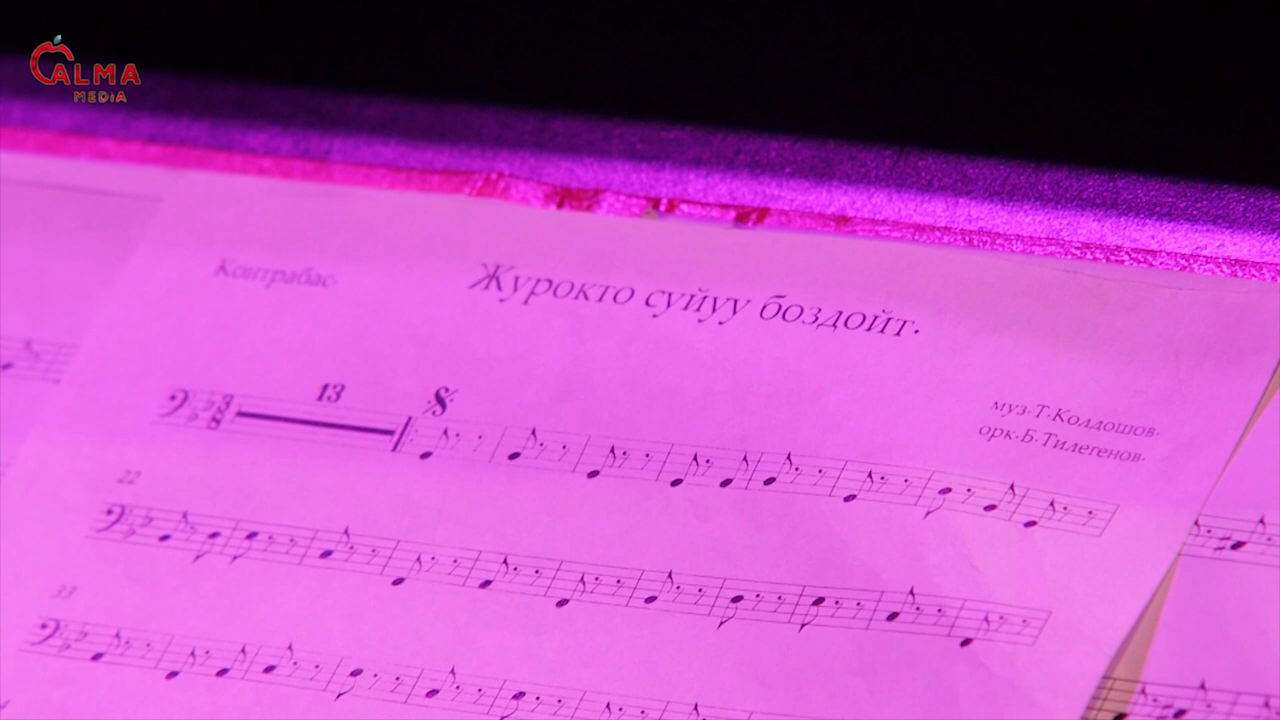 ALMA
MEDIA
Контрабас.
Журокто суйуу боздойт.
муз.Т.Колдошов.
орк.Б.Тилегенов.
13
22
33